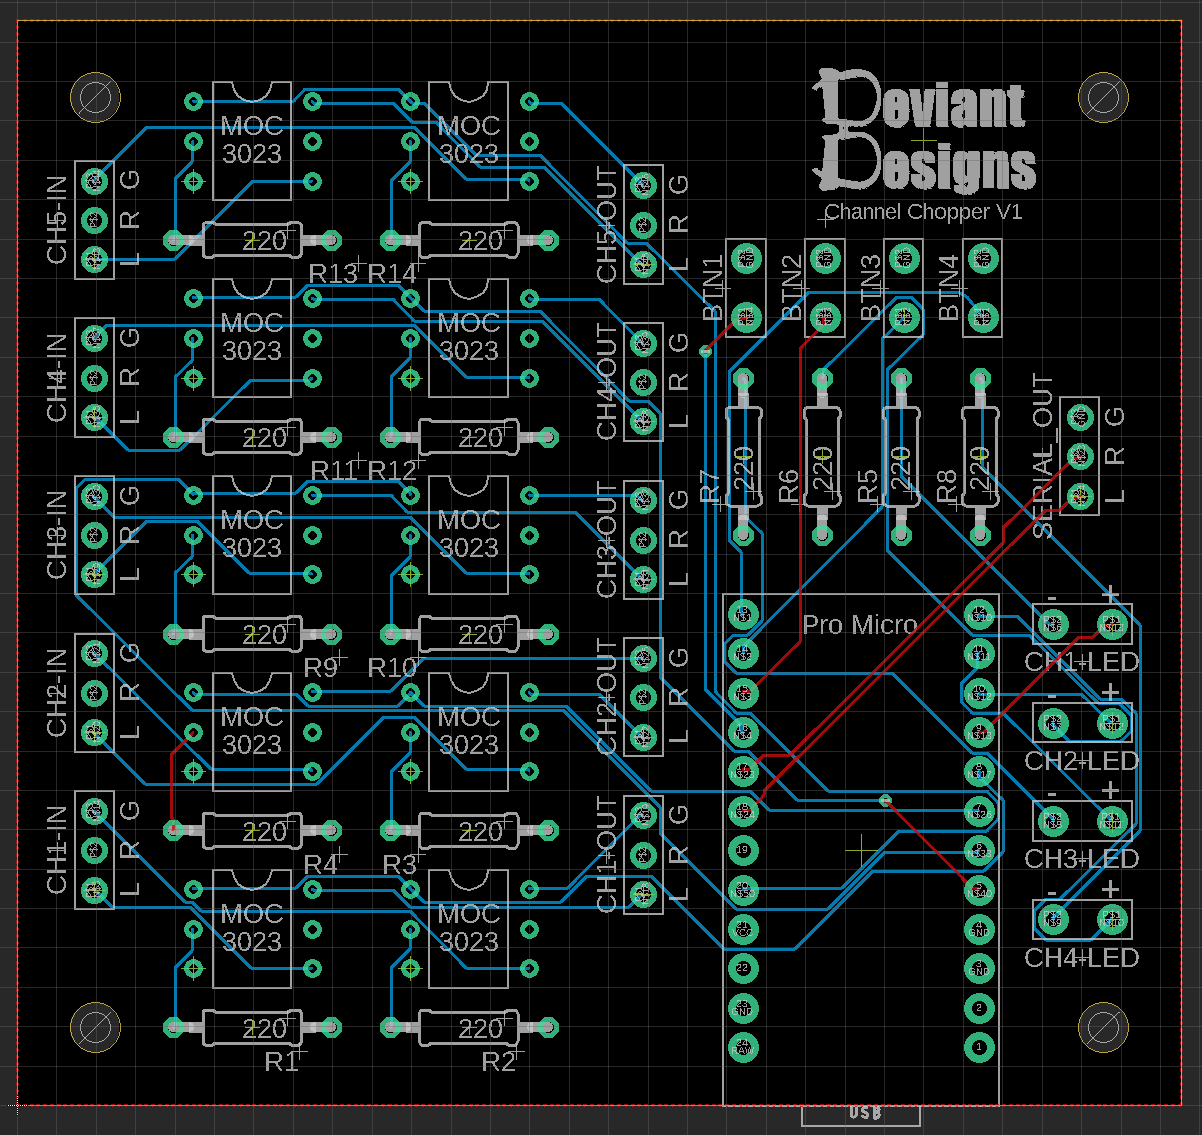 Deviant
Designs
Channel Chopper V1
MOC
3023
MOC
3023
CH5-IN
G
R
L
CH5-OUT
G
R
L
220
220
R13
R14
BTN1
BTN2
BTN3
BTN4
MOC
3023
MOC
3023
CH4-IN
G
R
L
CH4-OUT
G
R
L
220
220
R11
R12
R7
220
R6
220
R5
220
R8
220
SERIAL_OUT
G
R
L
MOC
3023
MOC
3023
CH3-IN
G
R
L
CH3-OUT
G
R
L
220
220
R9
R10
Pro Micro
- +
CH1-LED
- +
CH2-LED
- +
CH3-LED
- +
CH4-LED
MOC
3023
MOC
3023
CH2-IN
G
R
L
CH2-OUT
G
R
L
220
220
R4
R3
MOC
3023
MOC
3023
CH1-IN
G
R
L
CH1-OUT
G
R
L
220
220
R1
R2
19
22
GND
RAW
GND
GND
2
1
USB